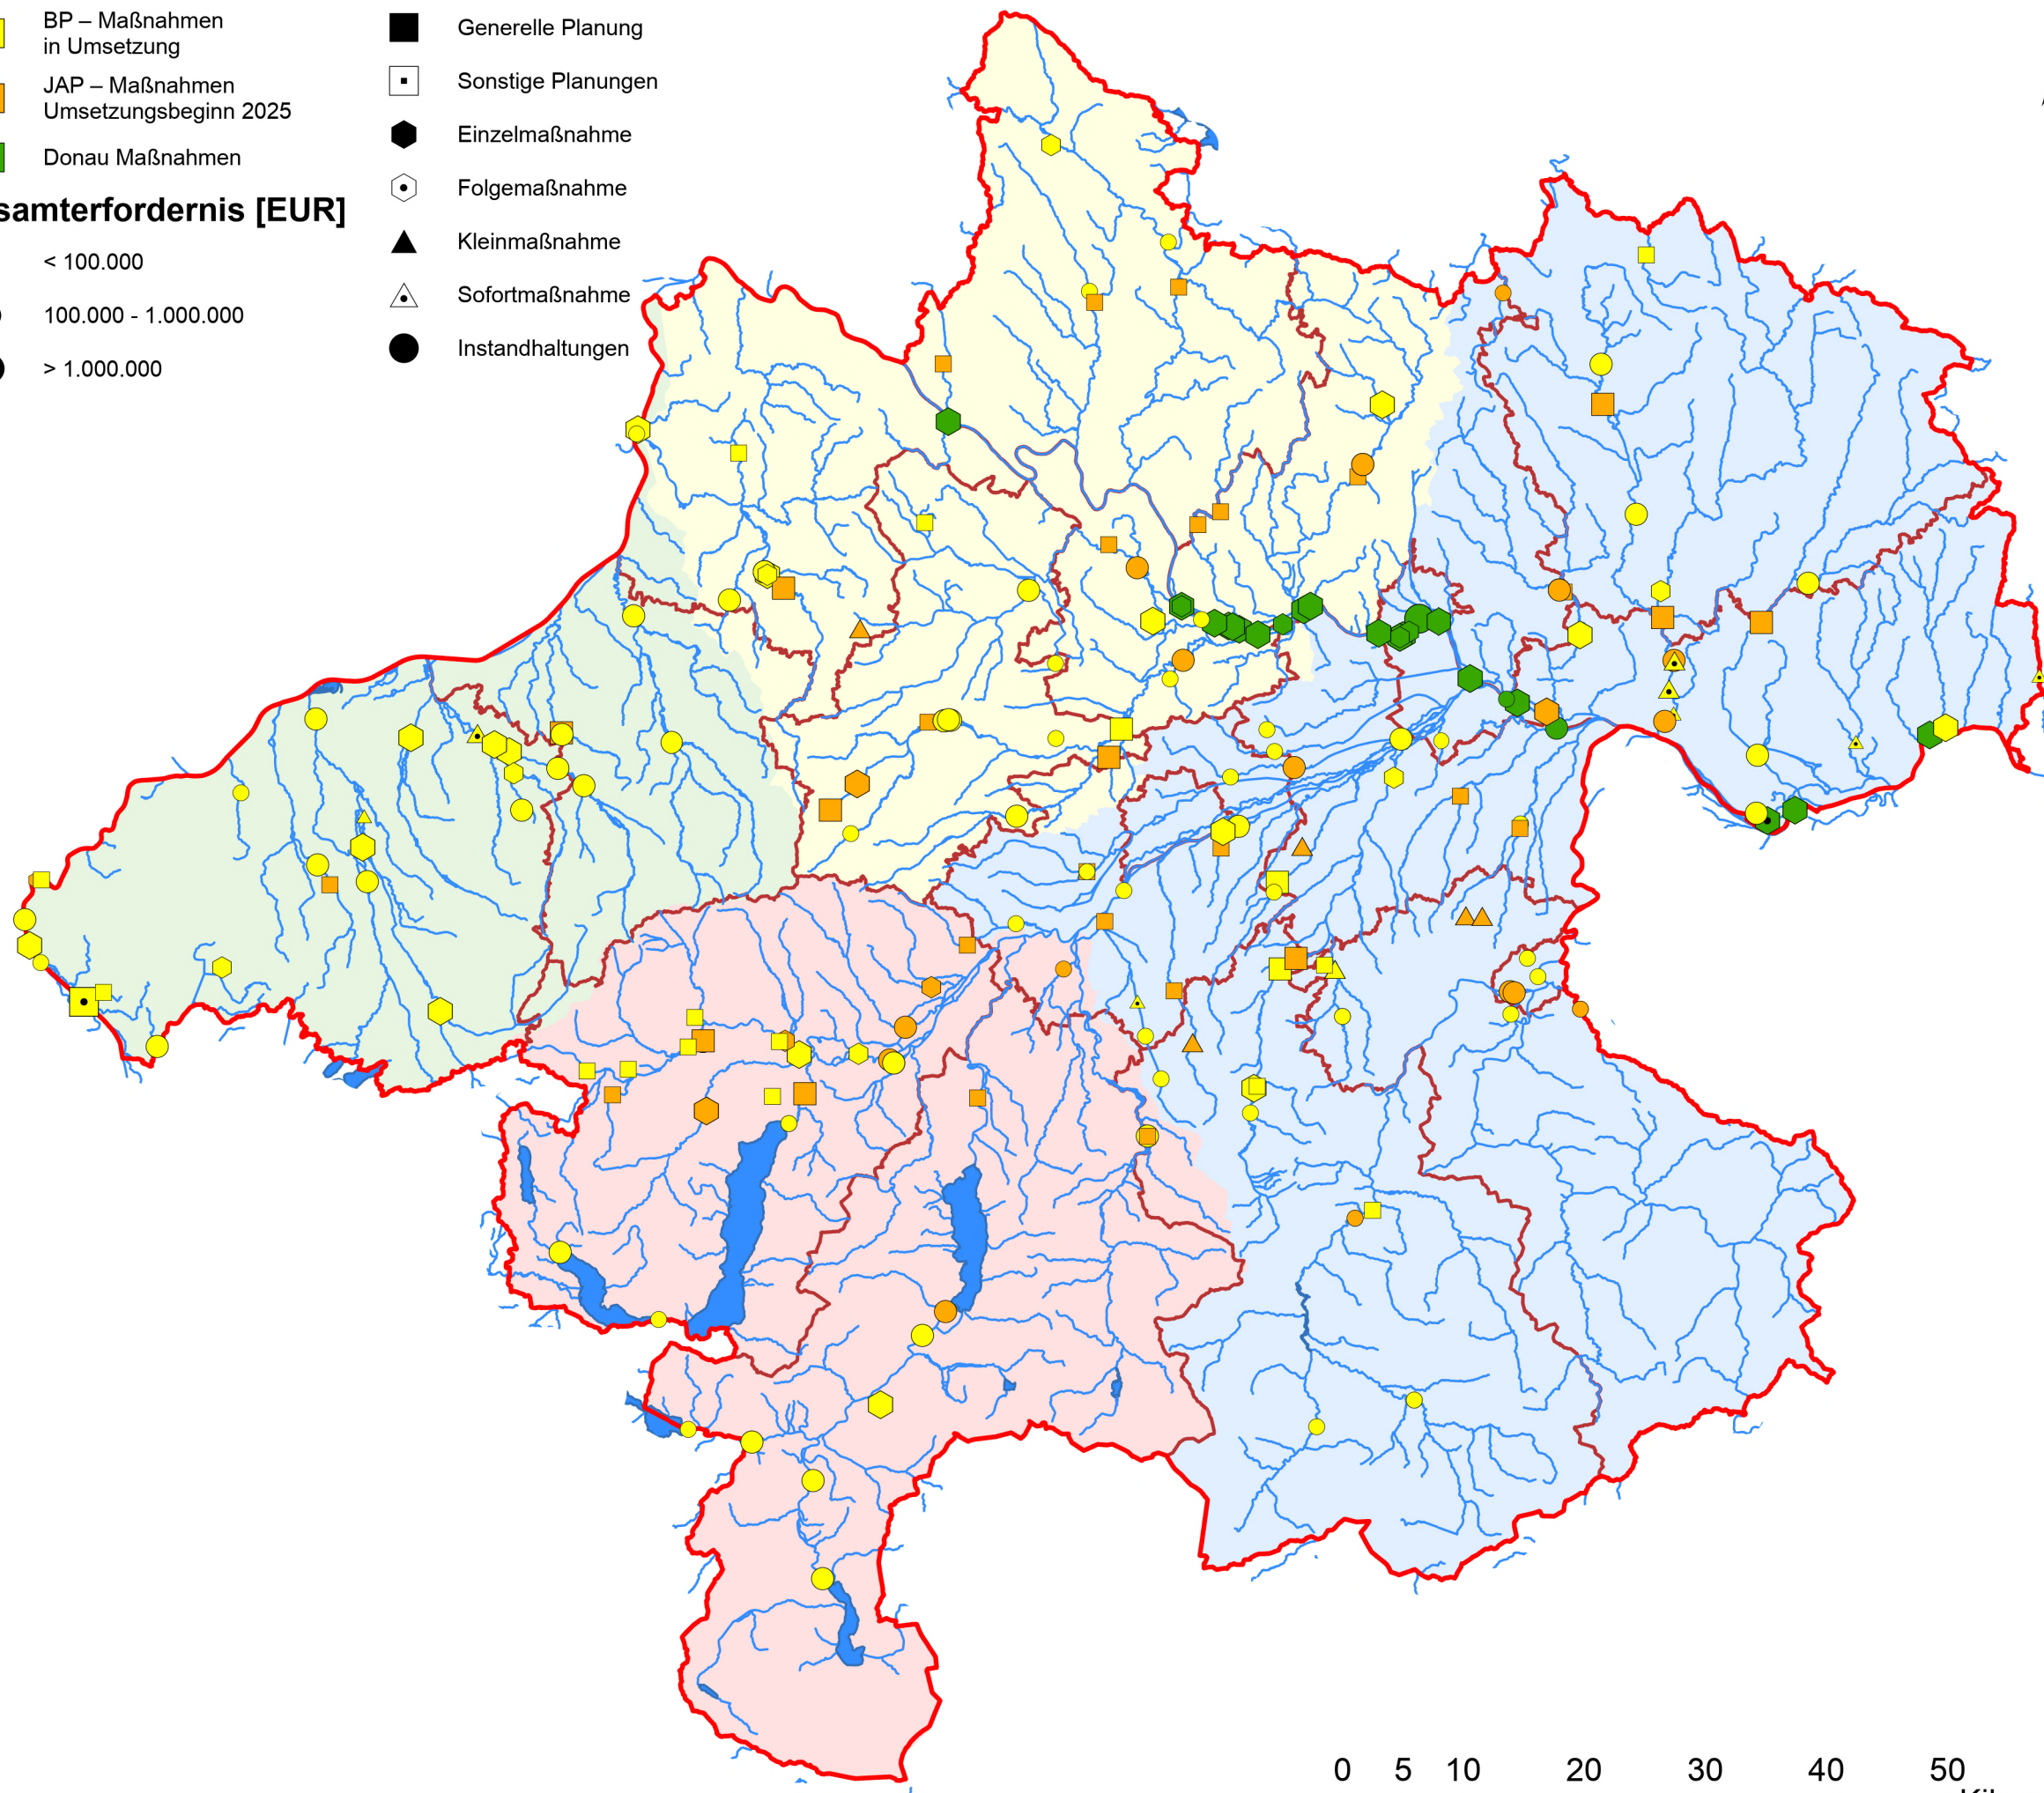 BP – Maßnahmen
in Umsetzung
JAP – Maßnahmen
Umsetzungsbeginn 2025
Donau Maßnahmen
samterfordernis [EUR]
< 100.000
100.000 - 1.000.000
> 1.000.000
Generelle Planung
Sonstige Planungen
Einzelmaßnahme
Folgemaßnahme
Kleinmaßnahme
Sofortmaßnahme
Instandhaltungen
0 5 10 20 30 40 50